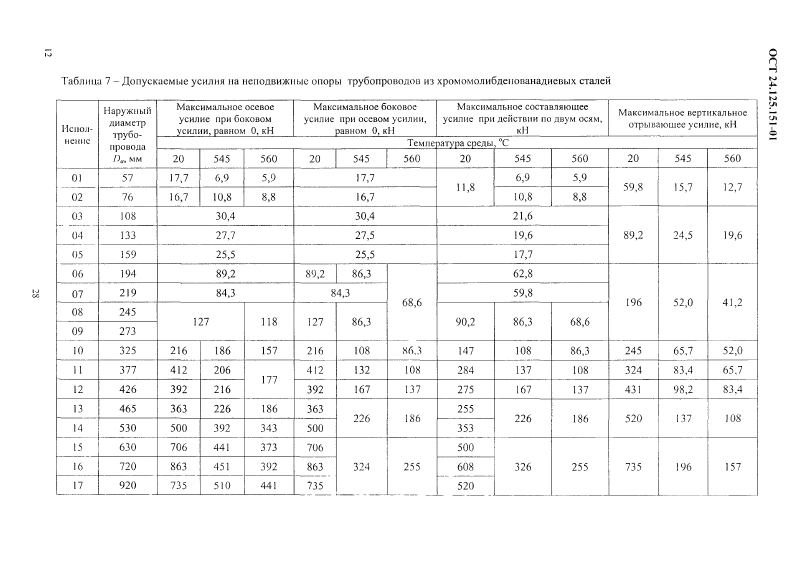 12
ОСТ 24.125.151-01
Таблица 7 – Допускаемые усилия на неподвижные опоры трубопроводов из хромомолибденованадиевых сталей
Испол-
нение
Наружный
диаметр
трубо-
провода
Dн, мм
Максимальное осевое
усилие при боковом
усилии, равном 0, кН
Максимальное боковое
усилие при осевом усилии,
равном 0, кН
Максимальное составляющее
усилие при действии по двум осям,
кН
Максимальное вертикальное
отрывающее усилие, кН
Температура среды, °С
20 545 560 20 545 560 20 545 560 20 545 560
01 57 17,7 6,9 5,9 17,7 11,8 6,9 5,9 59,8 15,7 12,7
02 76 16,7 10,8 8,8 16,7 10,8 8,8
03 108 30,4 30,4 21,6
04 133 27,7 27,5 19,6 89,2 24,5 19,6
05 159 25,5 25,5 17,7
06 194 89,2 89,2 86,3 68,6 62,8 196 52,0 41,2
07 219 84,3 84,3 59,8
08 245 127 118 127 86,3 90,2 86,3 68,6
09 273
10 325 216 186 157 216 108 86,3 147 108 86,3 245 65,7 52,0
11 377 412 206 177 412 132 108 284 137 108 324 83,4 65,7
12 426 392 216 392 167 137 275 167 137 431 98,2 83,4
13 465 363 226 186 363 226 186 255 226 186 520 137 108
14 530 500 392 343 500 353
15 630 706 441 373 706 500
16 720 863 451 392 863 324 255 608 326 255 735 196 157
17 920 735 510 441 735 520
28